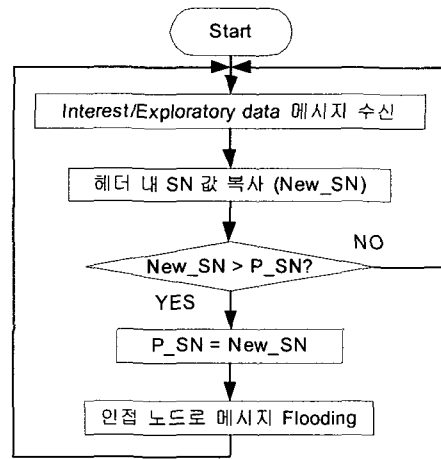 Start
Interest/Exploratory data 메시지 수신
헤더 내 SN 값 복사 (New_SN)
New_SN > P_SN?
NO
YES
P_SN = New_SN
인접 노드로 메시지 Flooding